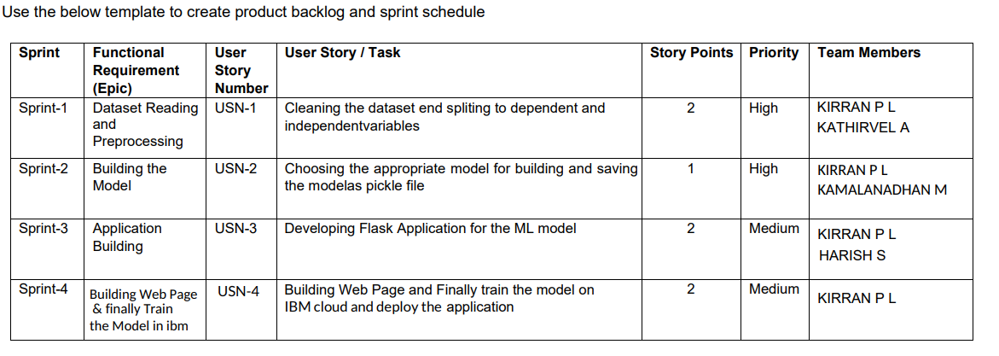 Use the below template to create product backlog and sprint schedule
Sprint
Functional
Requirement
(Epic)
User
Story
Number
User Story / Task
Story Points
Priority
Team Members
Sprint-1
Dataset Reading
and
Preprocessing
USN-1
Cleaning the dataset end spliting to dependent and
independentvariables
2
High
KIRRAN P L
KATHIRVEL A
Sprint-2
Building the
Model
USN-2
Choosing the appropriate model for building and saving
the modelas pickle file
1
High
KIRRAN P L
KAMALANADHAN M
Sprint-3
Application
Building
USN-3
Developing Flask Application for the ML model
2
Medium
KIRRAN P L
HARISH S
Sprint-4
Building Web Page
& finally Train
the Model in ibm
USN-4
Building Web Page and Finally train the model on
IBM cloud and deploy the application
2
Medium
KIRRAN P L